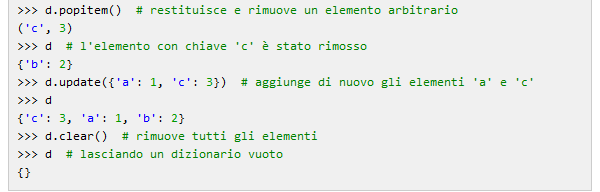 >>> d.popitem()  # restituisce e rimuove un elemento arbitrario
('c', 3)
>>> d  # l'elemento con chiave 'c' è stato rimosso
{'b': 2}
>>> d.update({'a': 1, 'c': 3})  # aggiunge di nuovo gli elementi 'a' e 'c'
>>> d
{'c': 3, 'a': 1, 'b': 2}
>>> d.clear()  # rimuove tutti gli elementi
>>> d  # lasciando un dizionario vuoto
{}